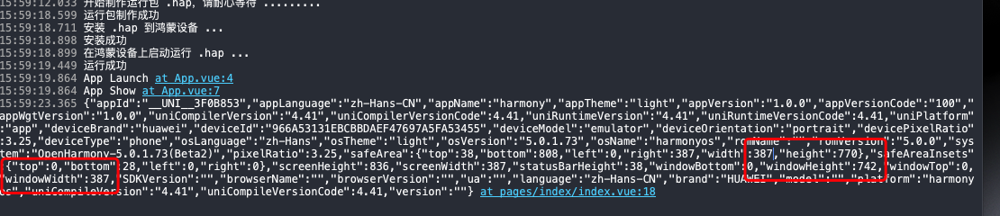 15:59:12.033 开始制作运行包 .hap，请耐心等待 .........
15:59:18.599 运行包制作成功
15:59:18.711 安装 .hap 到鸿蒙设备 ...
15:59:18.898 安装成功
15:59:18.899 在鸿蒙设备上启动运行 .hap ...
15:59:19.449 运行成功
15:59:19.864 App Launch at App.vue:4
15:59:19.864 App Show at App.vue:7
15:59:23.365 {"appId":"__UNI__3F0B853","appLanguage":"zh-Hans-CN","appName":"harmony","appTheme":"light","appVersion":"1.0.0","appVersionCode":"100","
appWgtVersion":"1.0.0","uniCompilerVersion":"4.41","uniCompilerVersionCode":4.41,"uniRuntimeVersion":"4.41","uniRuntimeVersionCode":4.41,"uniPlatform"
:"app","deviceBrand":"huawei","deviceId":"966A53131EBCBBDAEF47697A5FA53455","deviceModel":"emulator","deviceOrientation":"portrait","devicePixelRatio"
:3.25,"deviceType":"phone","osLanguage":"zh-Hans","osTheme":"light","osVersion":"5.0.1.73","osName":"harmonyos","romName": "romVersion":"5.0.0","sys
tem":"OpenHarmony-5.0.1.73(Beta2)","pixelRatio":3.25,"safeArea":{"top":38,"bottom":808,"left":0,"right":387,"width":387,"height":770},"safeAreaInsets"
:{"top":0,"bottom":28,"left":0,"right":0},"screenHeight":836,"screenWidth":387,"statusBarHeight":38,"windowBottom":0,"windowHeight":742,"windowTop":0,
"windowWidth":387,"SDKVersion":"","browserName":"","browserVersion":"","ua":"","language":"zh-Hans-CN","brand":"HUAWEI","model":"","platform":"harmony
"uniCompileVersion":"4.41","uniCompileVersionCode":4.41,"version":""} at pages/index/index.vue:18